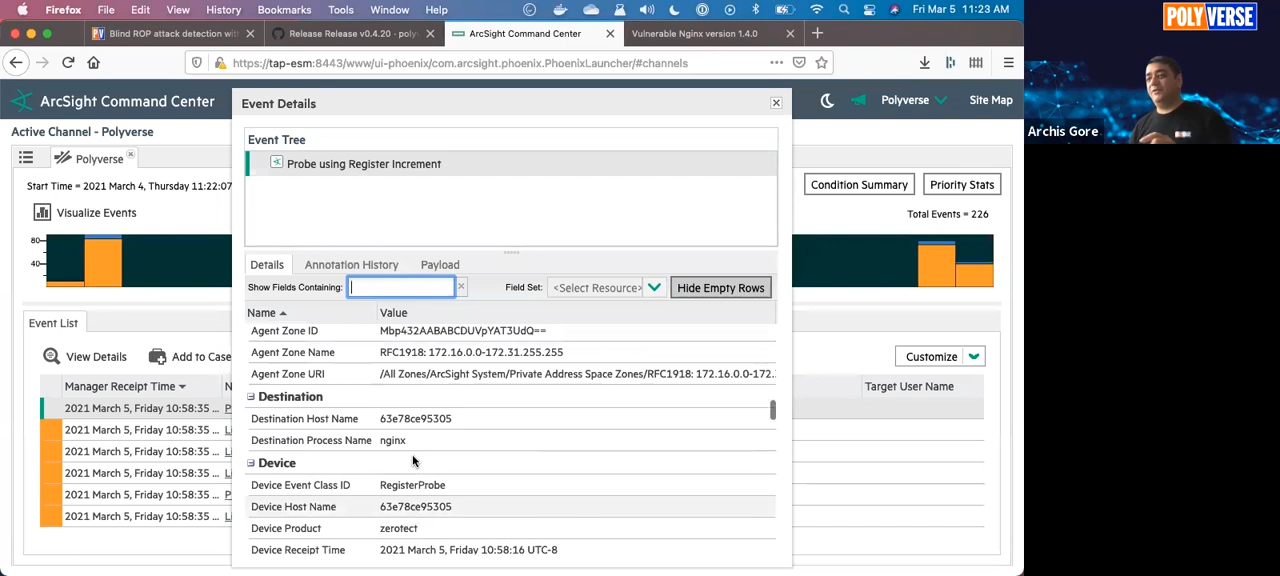 Firefox File Edit View History Bookmarks Tools Window Help Fri Mar 5 11:23 AM
Blind ROP attack detection wit
Release Release v0.4.20 - poly
ArcSight Command Center
Vulnerable Nginx version 1.4.0
https://tap-esm:8443/www/ui-phoenix/com.arcsight.phoenix.PhoenixLauncher/#channels
ArcSight Command Center
Polyverse
Site Map
Active Channel - Polyverse
Polyverse
Start Time = 2021 March 4, Thursday 11:22:07
Condition Summary
Priority Stats
Visualize Events
Total Events = 226
80
40
Event List
View Details
Add to Case
Customize
Manager Receipt Time
N
Target User Name
2021 March 5, Friday 10:58:35 ... P
2021 March 5, Friday 10:58:35 ... Li
2021 March 5, Friday 10:58:35 ... Li
2021 March 5, Friday 10:58:35 ... Li
2021 March 5, Friday 10:58:35 ... P
2021 March 5, Friday 10:58:35 ... Li
Event Details
Event Tree
Probe using Register Increment
Details
Annotation History
Payload
Show Fields Containing:
Field Set:
<Select Resource>
Hide Empty Rows
Name Value
Agent Zone ID Mbp432AABABCDUVpYAT3UdQ==
Agent Zone Name RFC1918: 172.16.0.0-172.31.255.255
Agent Zone URI /All Zones/ArcSight System/Private Address Space Zones/RFC1918: 172.16.0.0-172.
Destination
Destination Host Name 63e78ce95305
Destination Process Name nginx
Device
Device Event Class ID RegisterProbe
Device Host Name 63e78ce95305
Device Product zerotect
Device Receipt Time 2021 March 5, Friday 10:58:16 UTC-8
POLYVERSE
Archis Gore